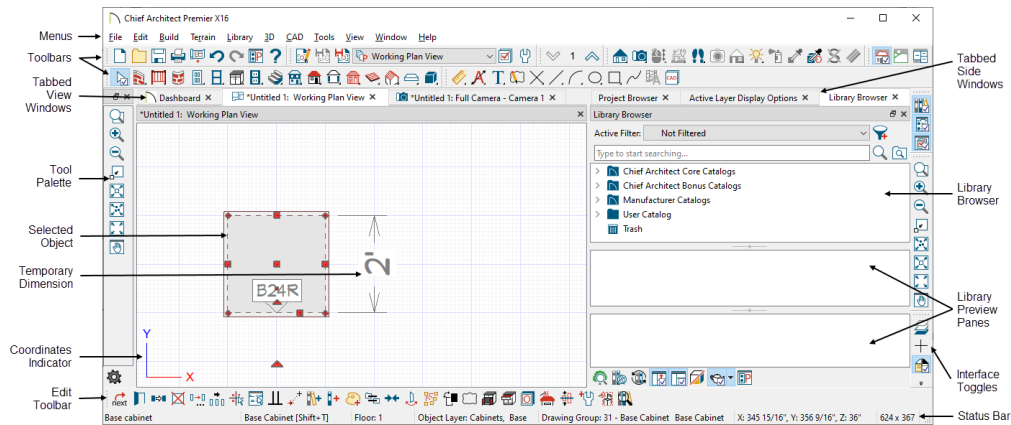 Chief Architect Premier X16
Menus
File Edit Build Terrain Library 3D CAD Tools View Window Help
Toolbars
Working Plan View
1
Tabbed
View
Windows
Dashboard × *Untitled 1: Working Plan View × *Untitled 1: Full Camera - Camera 1 × Project Browser × Active Layer Display Options × Library Browser ×
Tabbed
Side
Windows
*Untitled 1: Working Plan View
Library Browser
Active Filter: Not Filtered
Type to start searching...
Chief Architect Core Catalogs
Chief Architect Bonus Catalogs
Manufacturer Catalogs
User Catalog
Trash
Tool
Palette
Library
Browser
Selected
Object
Temporary
Dimension
2'
B24R
Library
Preview
Panes
Y
X
Coordinates
Indicator
Interface
Toggles
Edit
Toolbar
next
Base cabinet Base Cabinet [Shift+T] Floor: 1 Object Layer: Cabinets, Base Drawing Group: 31 - Base Cabinet Base Cabinet X: 345 15/16", Y: 356 9/16", Z: 36" 624 x 367
Status Bar